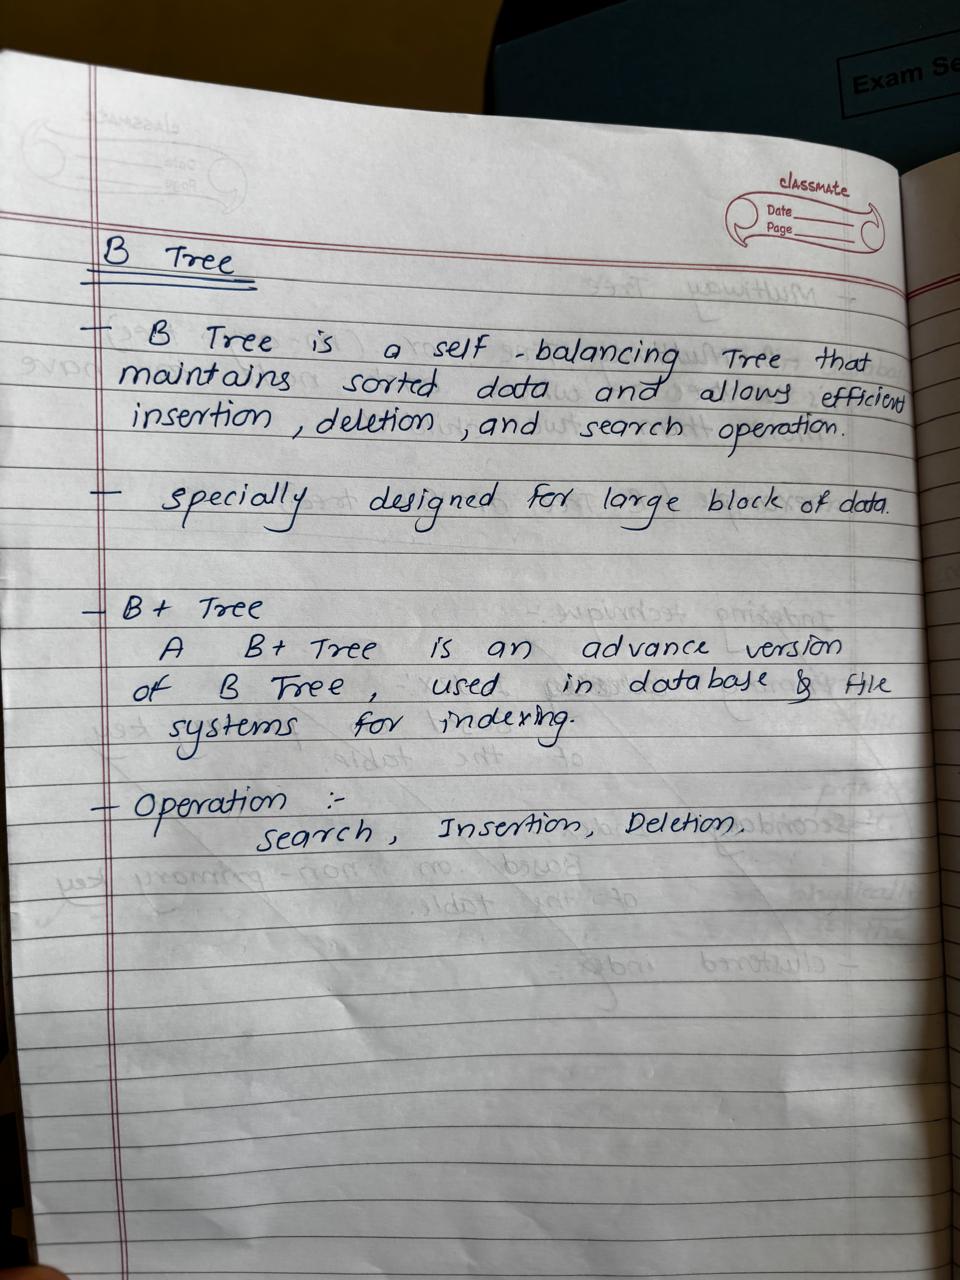 Exam Se
classmate
Date
Page
B Tree
- B Tree is a self-balancing Tree that
maintains sorted data and allows efficient
insertion, deletion, and search operation.
- specially designed for large block of data.
- B+ Tree
A B+ Tree is an advance version
of B Tree, used in database & file
systems for indexing.
- Operation :-
search, Insertion, Deletion.